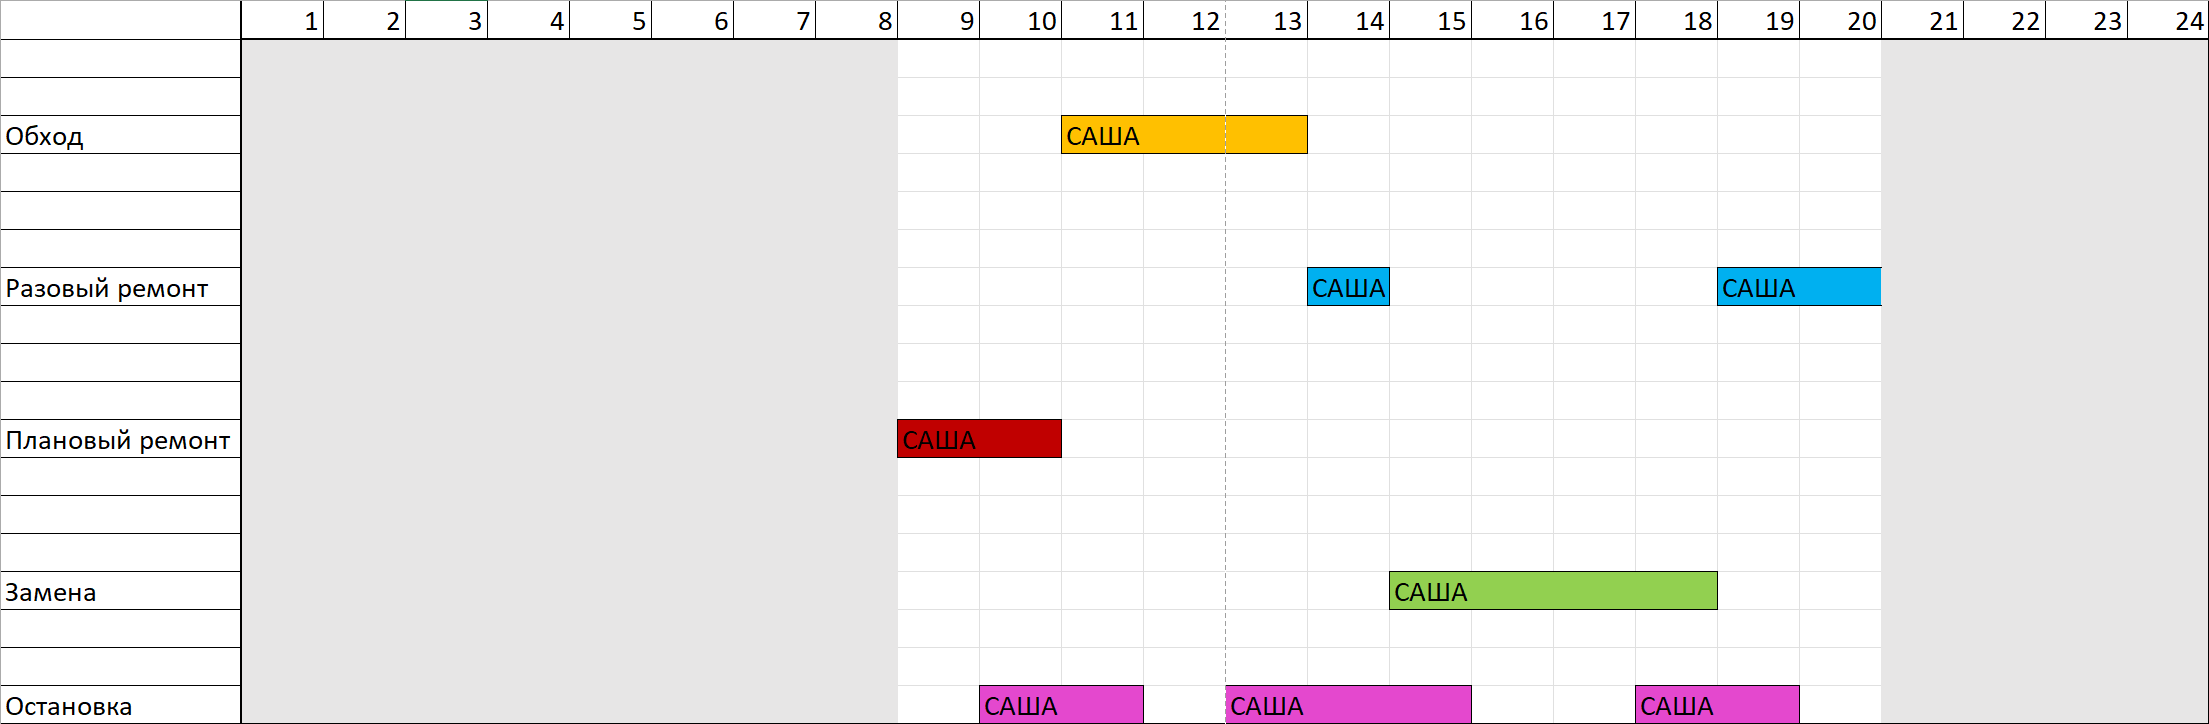 1 2 3 4 5 6 7 8 9 10 11 12 13 14 15 16 17 18 19 20 21 22 23 24
Обход САША
Разовый ремонт САША САША
Плановый ремонт САША
Замена САША
Остановка САША САША САША